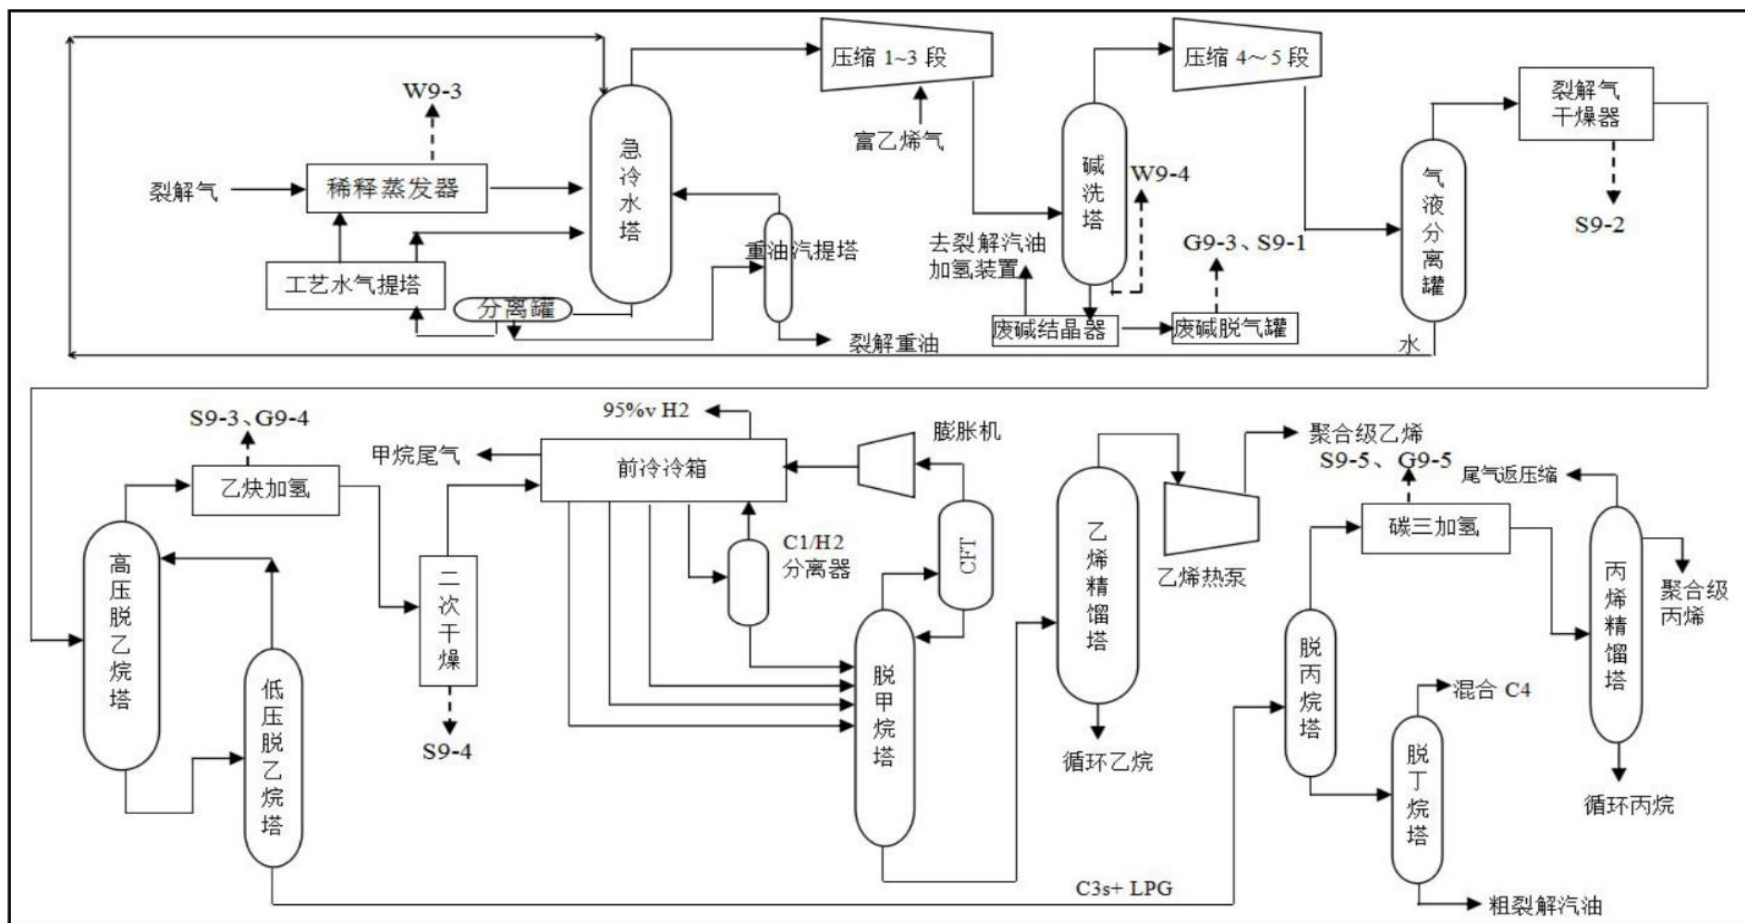 压缩 1~3 段
压缩 4～5 段
W9-3
裂解气
干燥器
富乙烯气
急冷水塔
碱洗塔
裂解气
稀释蒸发器
W9-4
气液分离罐
S9-2
重油汽提塔
去裂解汽油
加氢装置
G9-3、S9-1
工艺水气提塔
分离罐
废碱结晶器
废碱脱气罐
裂解重油
水
S9-3、G9-4
95%v H2
膨胀机
聚合级乙烯
甲烷尾气
前冷冷箱
S9-5、G9-5
尾气返压缩
乙炔加氢
乙烯精馏塔
碳三加氢
C1/H2
分离器
CFT
乙烯热泵
高压脱乙烷塔
二次干燥
丙烯精馏塔
聚合级
丙烯
脱甲烷塔
脱丙烷塔
低压脱乙烷塔
混合 C4
S9-4
循环乙烷
脱丁烷塔
循环丙烷
C3s+ LPG
粗裂解汽油